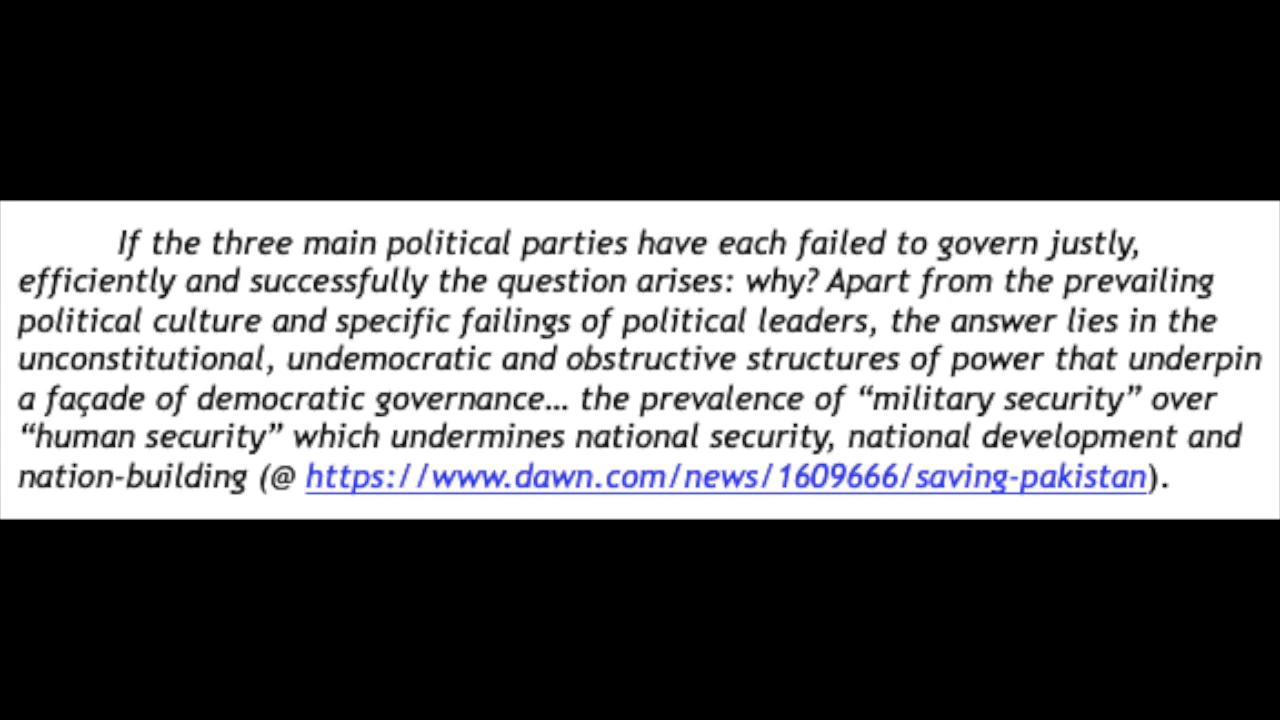 If the three main political parties have each failed to govern justly,
efficiently and successfully the question arises: why? Apart from the prevailing
political culture and specific failings of political leaders, the answer lies in the
unconstitutional, undemocratic and obstructive structures of power that underpin
a façade of democratic governance… the prevalence of “military security” over
“human security” which undermines national security, national development and
nation-building (@ https://www.dawn.com/news/1609666/saving-pakistan).